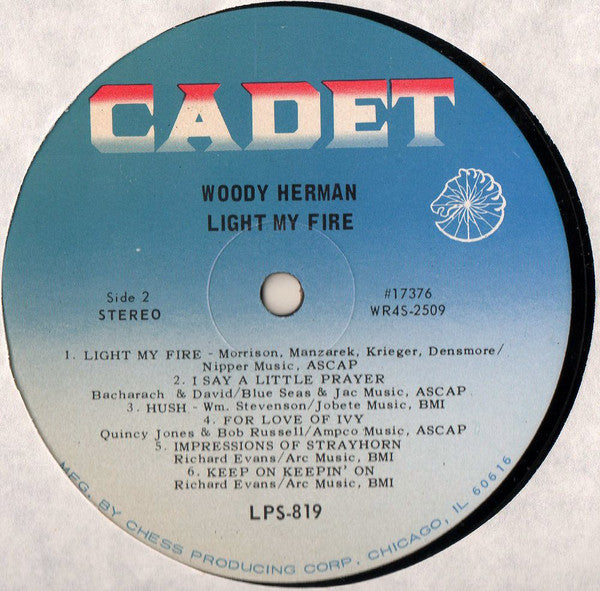 CADET
WOODY HERMAN
LIGHT MY FIRE
Side 2
STEREO
#17376
WR4S-2509
1. LIGHT MY FIRE - Morrison, Manzarek, Krieger, Densmore/
Nipper Music, ASCAP
2. I SAY A LITTLE PRAYER
Bacharach & David/Blue Seas & Jac Music, ASCAP
3. HUSH - Wm. Stevenson/Jobete Music, BMI
4. FOR LOVE OF IVY
Quincy Jones & Bob Russell/Ampco Music, ASCAP
5. IMPRESSIONS OF STRAYHORN
Richard Evans/Arc Music, BMI
6. KEEP ON KEEPIN' ON
Richard Evans/Arc Music, BMI
LPS-819
MFG. BY CHESS PRODUCING CORP, CHICAGO, IL 60616